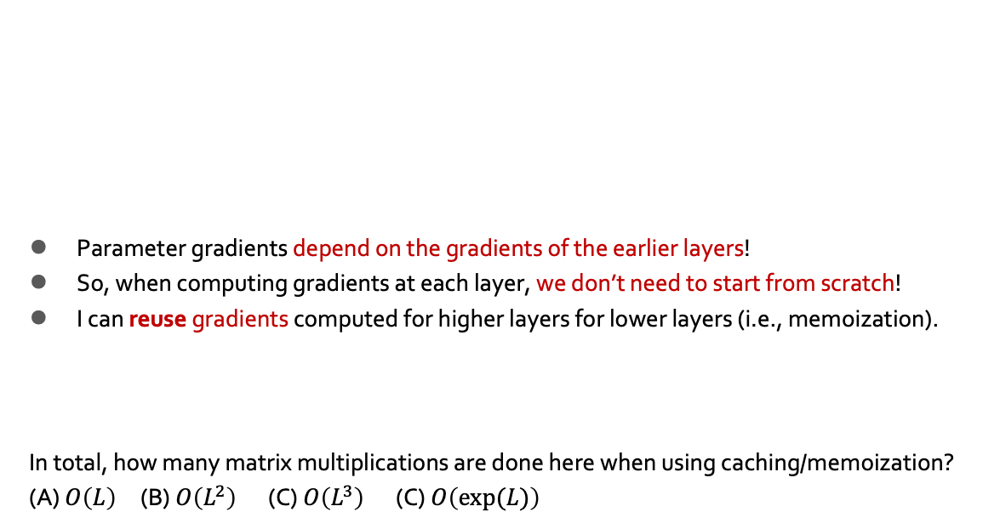 ● Parameter gradients depend on the gradients of the earlier layers!
● So, when computing gradients at each layer, we don't need to start from scratch!
● I can reuse gradients computed for higher layers for lower layers (i.e., memoization).
In total, how many matrix multiplications are done here when using caching/memoization?
(A) O(L) (B) O(L²) (C) O(L³) (C) O(exp(L))